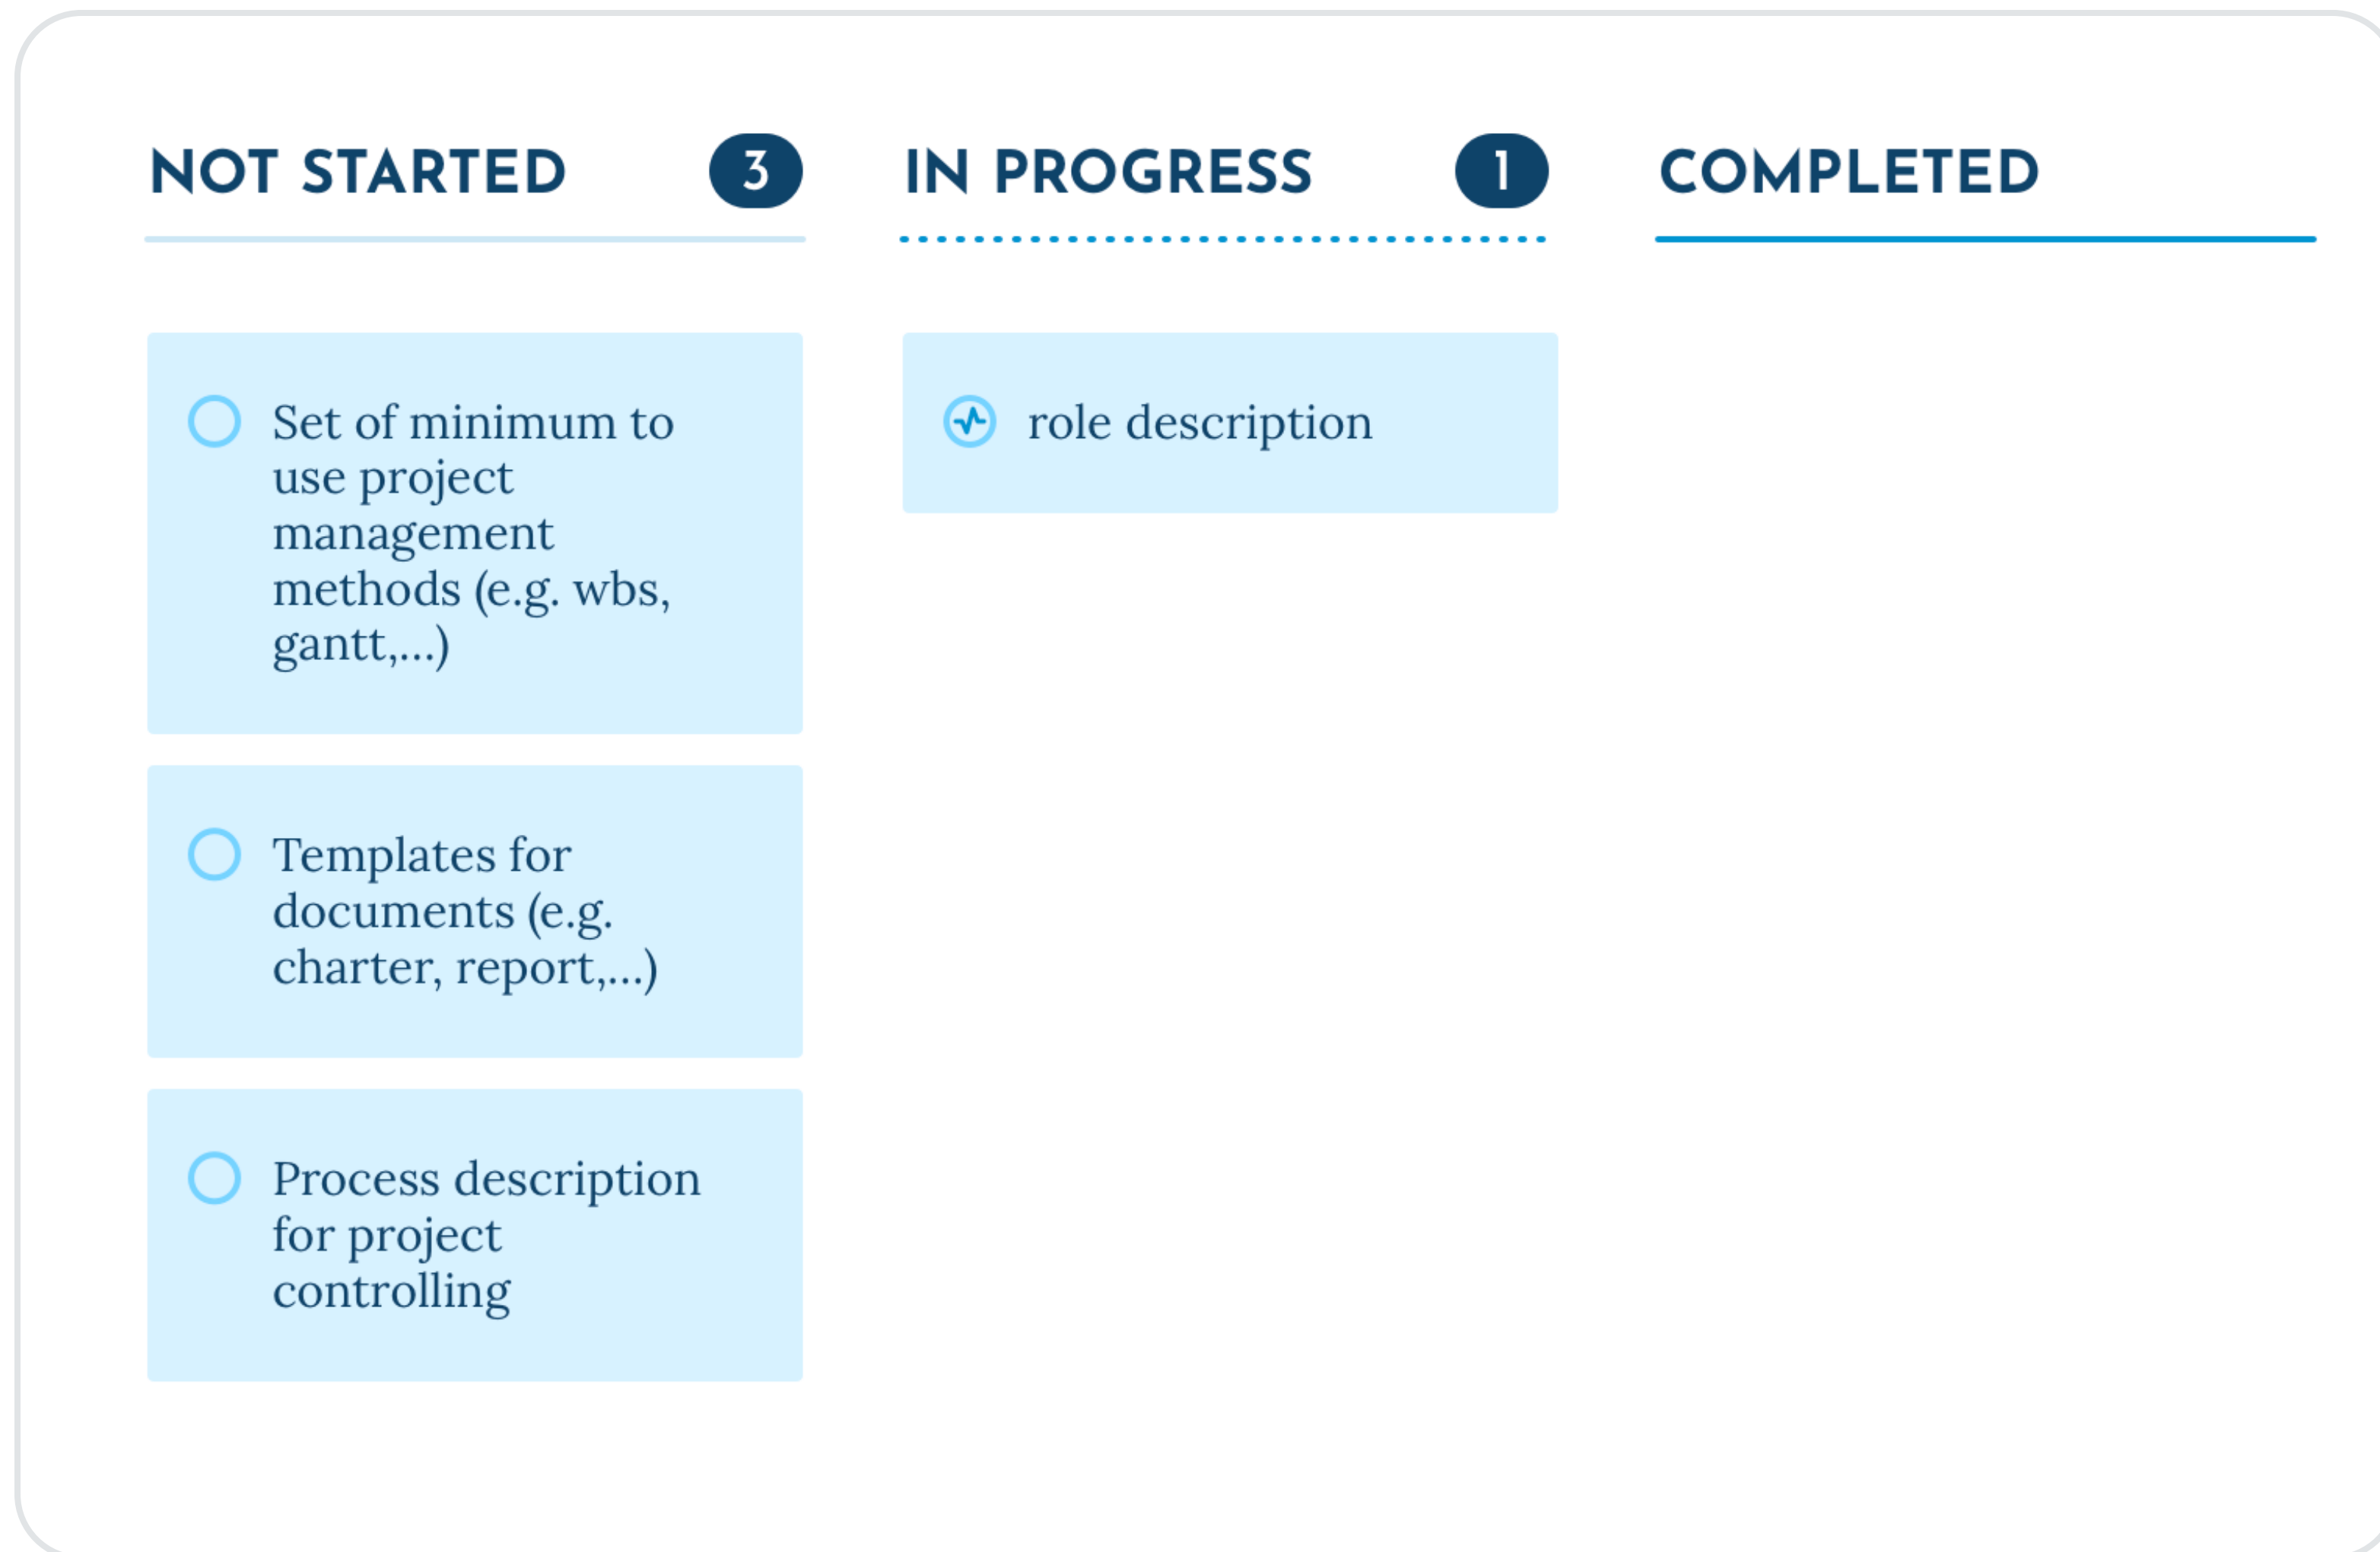 NOT STARTED 3
Set of minimum to
use project
management
methods (e.g. wbs,
gantt,...)
Templates for
documents (e.g.
charter, report,...)
Process description
for project
controlling
IN PROGRESS 1
role description
COMPLETED